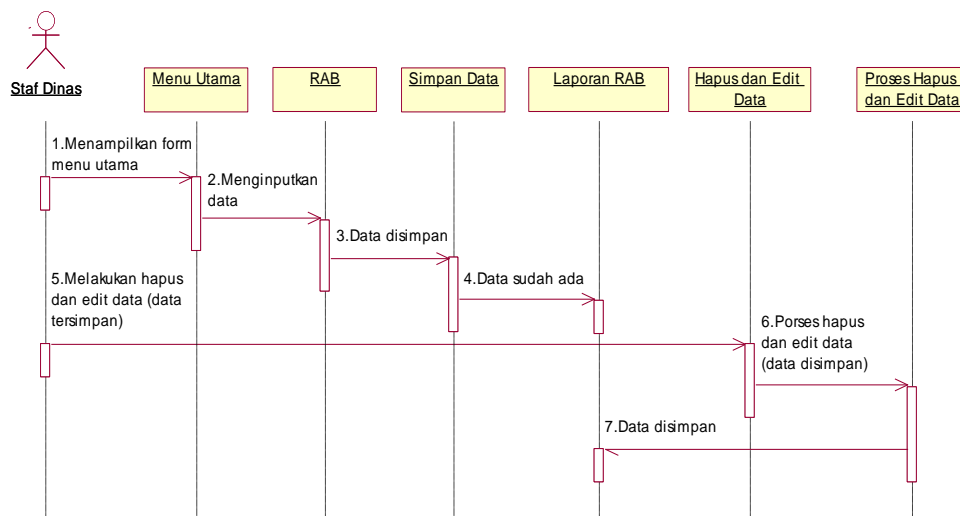 Staf Dinas
Menu Utama
RAB
Simpan Data
Laporan RAB
Hapus dan Edit
Data
Proses Hapus
dan Edit Data
1.Menampilkan form
menu utama
2.Menginputkan
data
3.Data disimpan
4.Data sudah ada
5.Melakukan hapus
dan edit data (data
tersimpan)
6.Porses hapus
dan edit data
(data disimpan)
7.Data disimpan